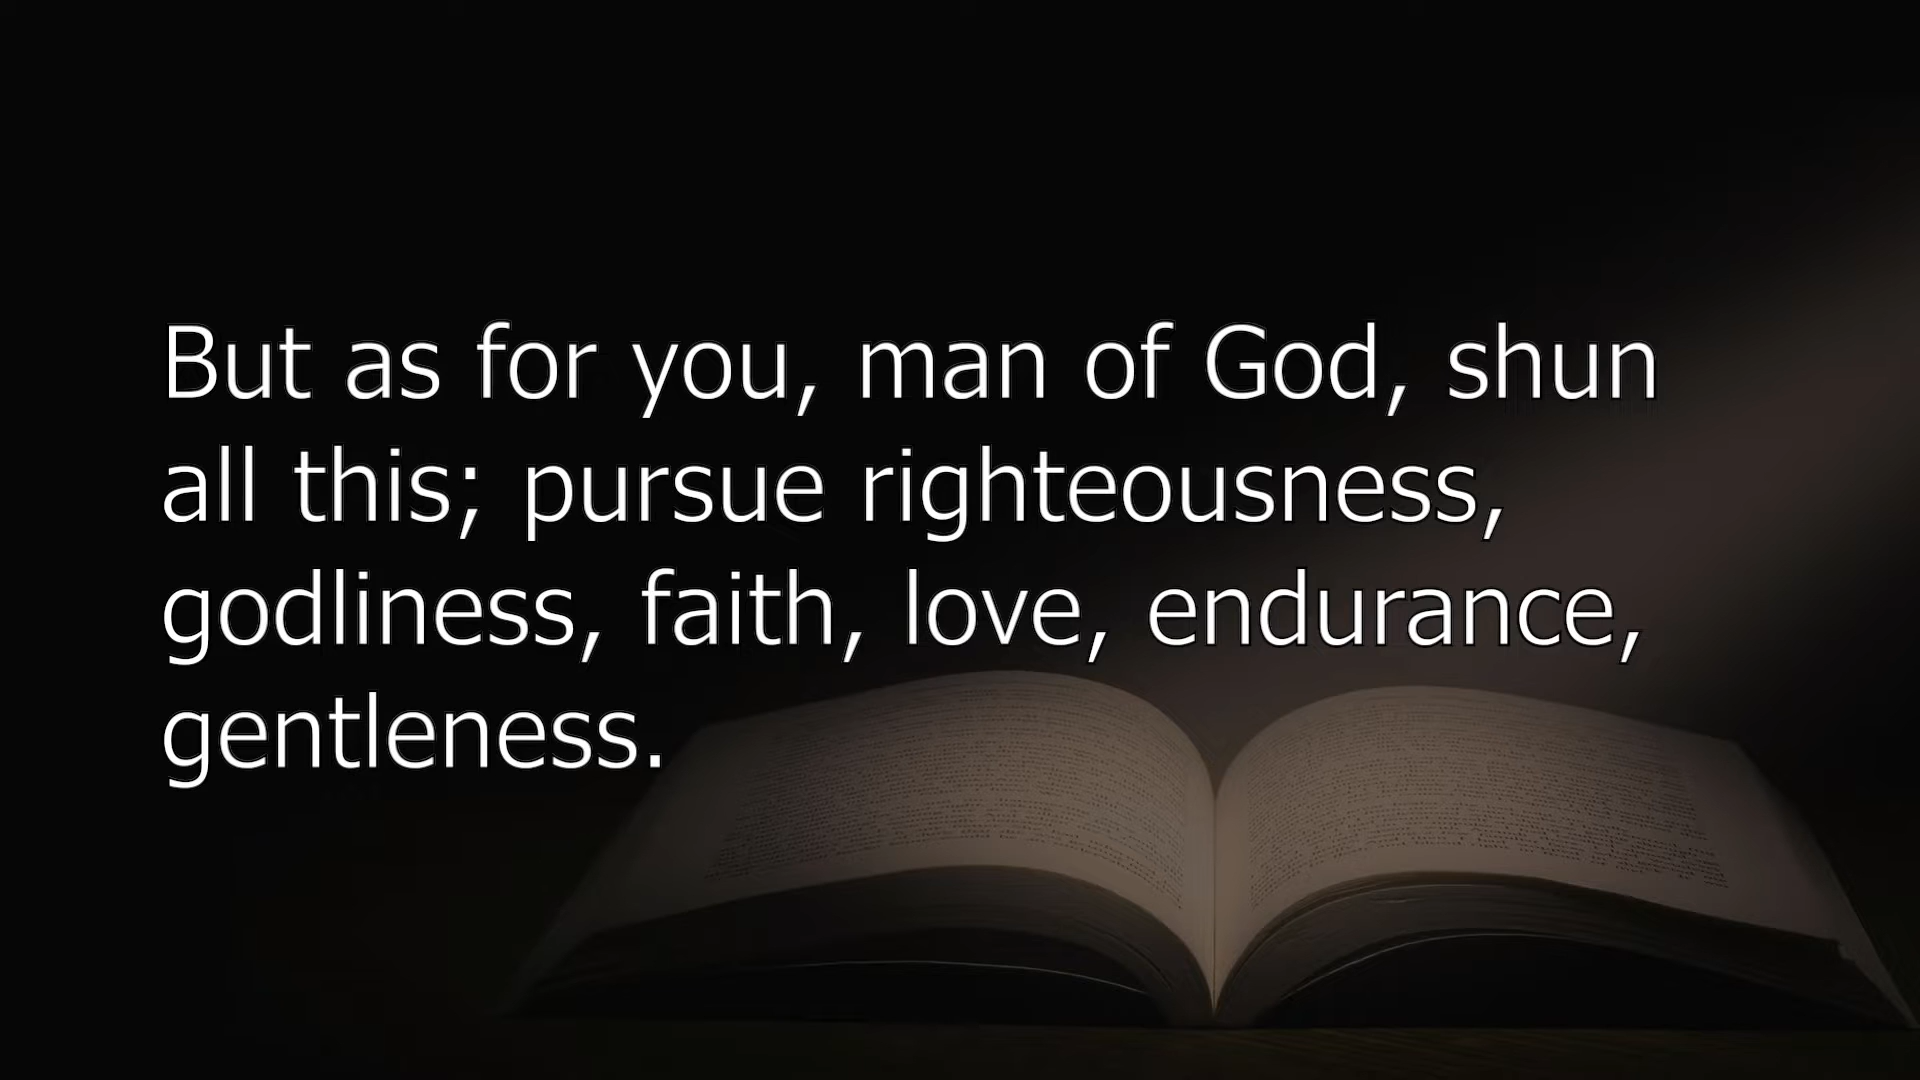 But as for you, man of God, shun
all this; pursue righteousness,
godliness, faith, love, endurance,
gentleness.